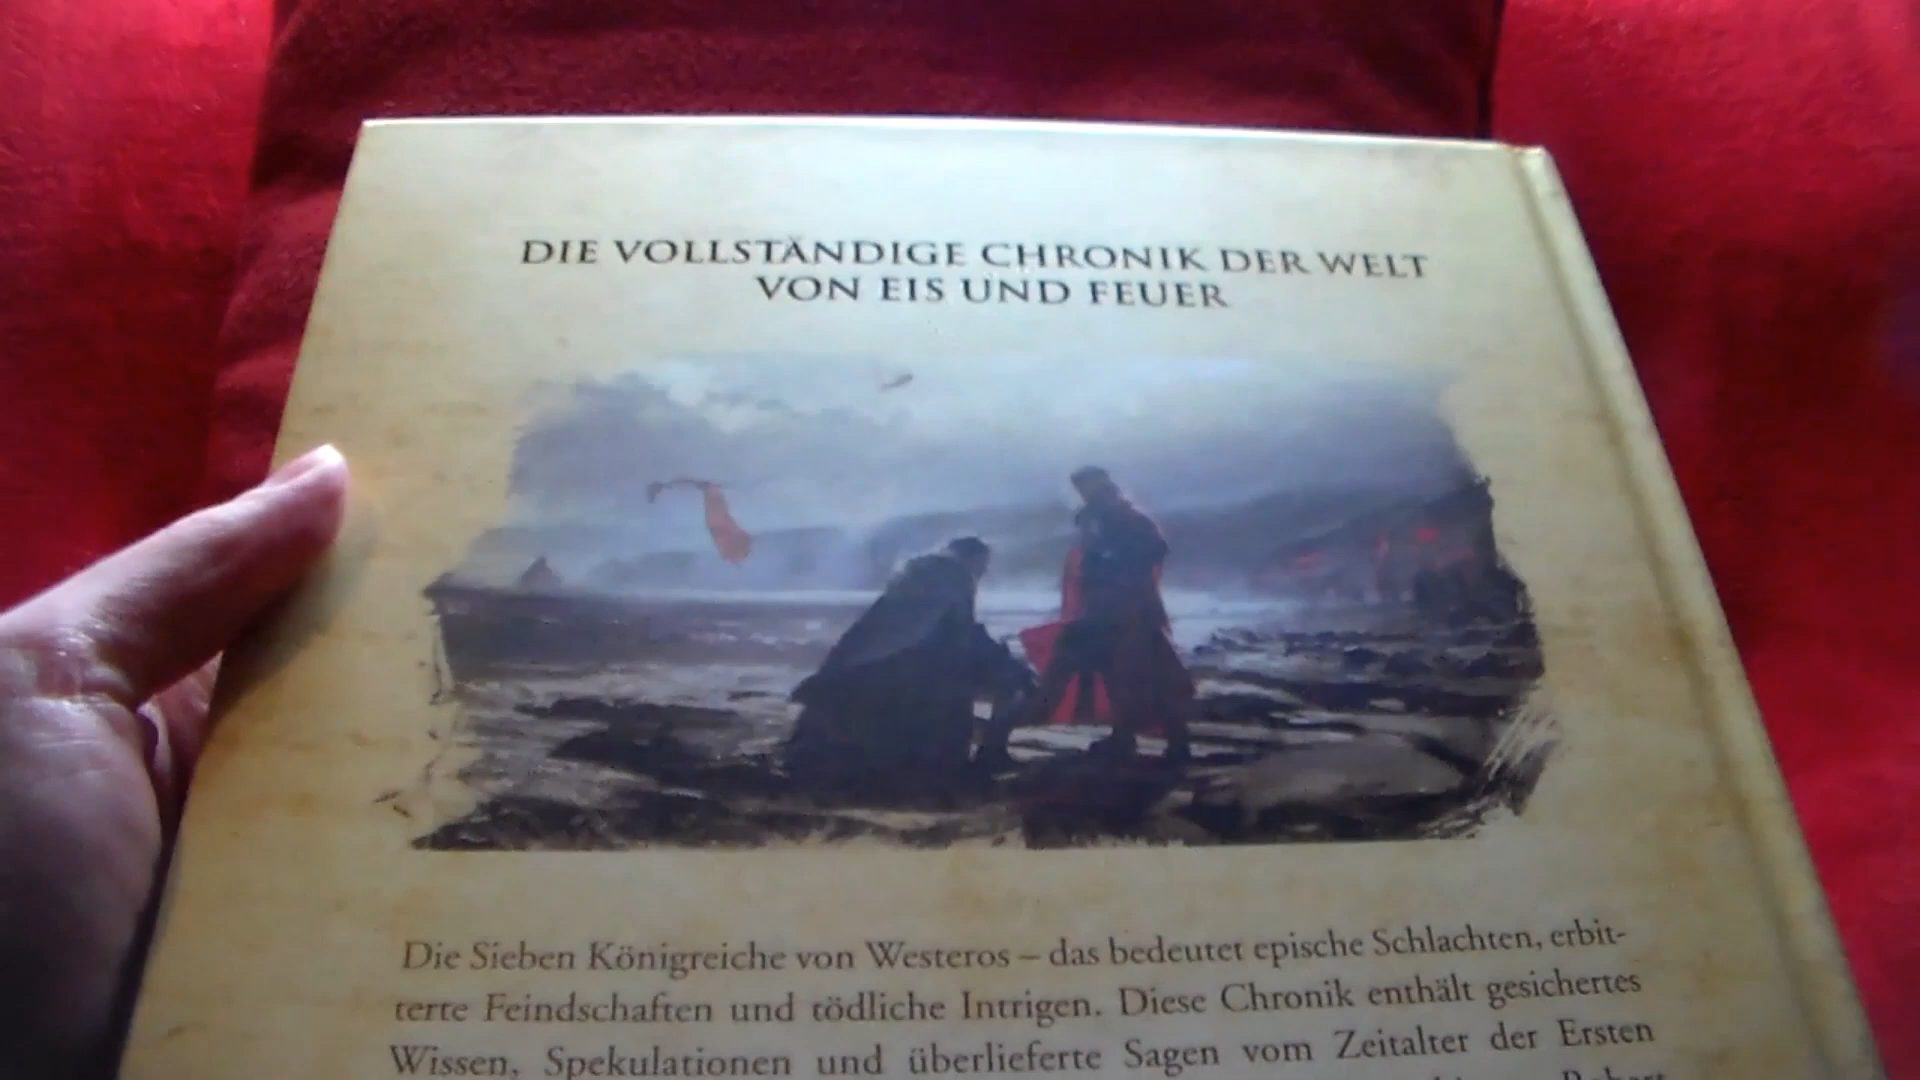 DIE VOLLSTÄNDIGE CHRONIK DER WELT
VON EIS UND FEUER
Die Sieben Königreiche von Westeros – das bedeutet epische Schlachten, erbit-
terte Feindschaften und tödliche Intrigen. Diese Chronik enthält gesichertes
Wissen, Spekulationen und überlieferte Sagen vom Zeitalter der Ersten
Robert